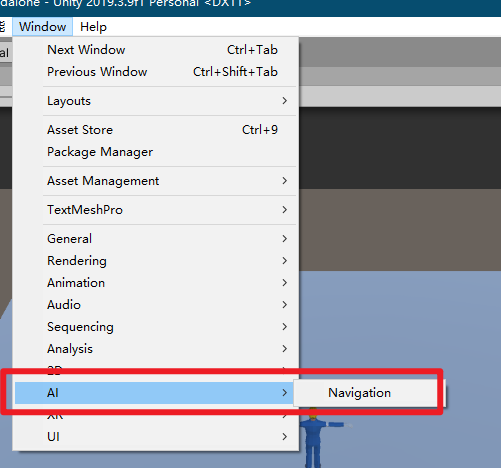 dalone - Unity 2019.3.9f1 Personal <DX11>
能 Window Help
al
Next Window Ctrl+Tab
Previous Window Ctrl+Shift+Tab
Layouts
Asset Store Ctrl+9
Package Manager
Asset Management
TextMeshPro
General
Rendering
Animation
Audio
Sequencing
Analysis
2D
AI Navigation
XR
UI